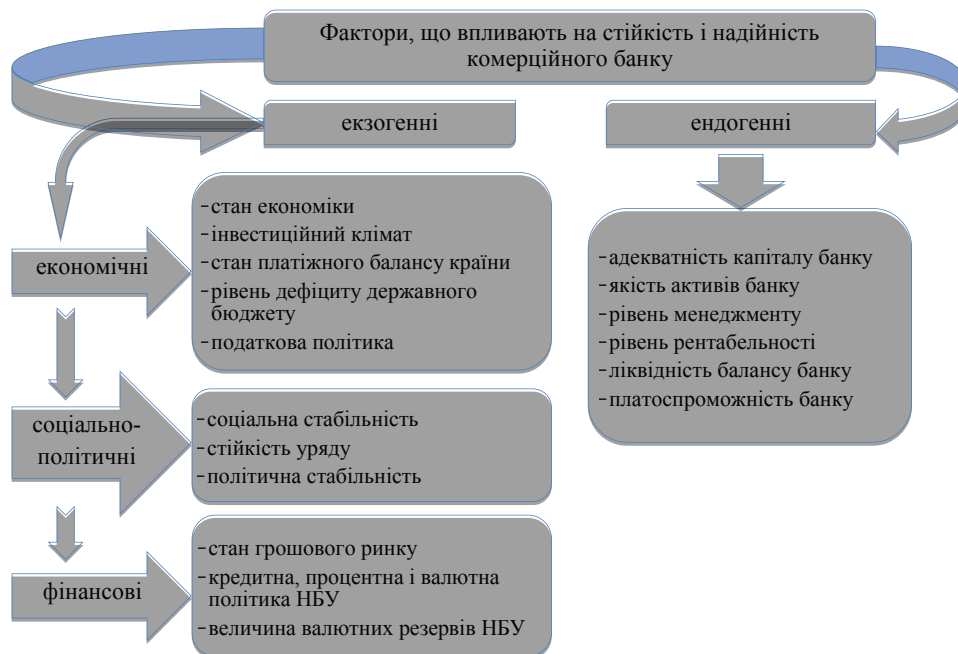 Фактори, що впливають на стійкість і надійність
комерційного банку
екзогенні
ендогенні
економічні
-стан економіки
-інвестиційний клімат
-стан платіжного балансу країни
-рівень дефіциту державного
бюджету
-податкова політика
соціально-
політичні
-соціальна стабільність
-стійкість уряду
-політична стабільність
фінансові
-стан грошового ринку
-кредитна, процентна і валютна
політика НБУ
-величина валютних резервів НБУ
-адекватність капіталу банку
-якість активів банку
-рівень менеджменту
-рівень рентабельності
-ліквідність балансу банку
-платоспроможність банку